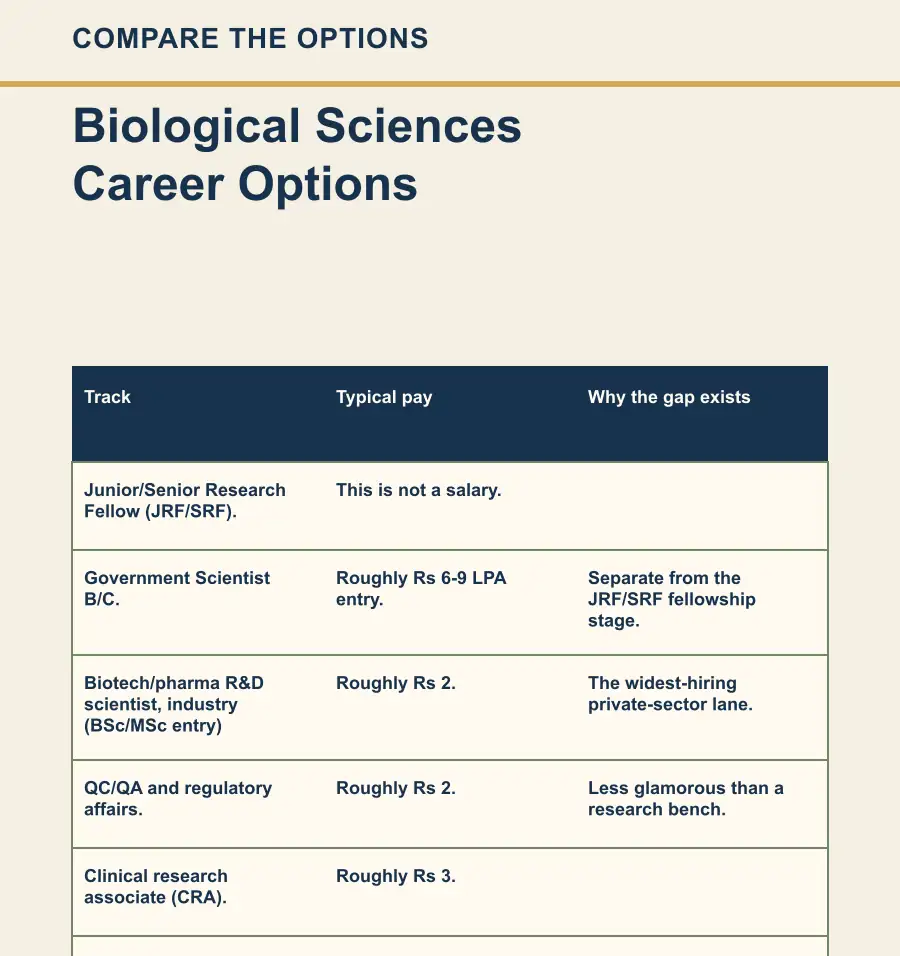 COMPARE THE OPTIONS
Biological Sciences
Career Options
Track
Typical pay
Why the gap exists
Junior/Senior Research
Fellow (JRF/SRF).
This is not a salary.
Government Scientist
B/C.
Roughly Rs 6-9 LPA
entry.
Separate from the
JRF/SRF fellowship
stage.
Biotech/pharma R&D
scientist, industry
(BSc/MSc entry)
Roughly Rs 2.
The widest-hiring
private-sector lane.
QC/QA and regulatory
affairs.
Roughly Rs 2.
Less glamorous than a
research bench.
Clinical research
associate (CRA).
Roughly Rs 3.